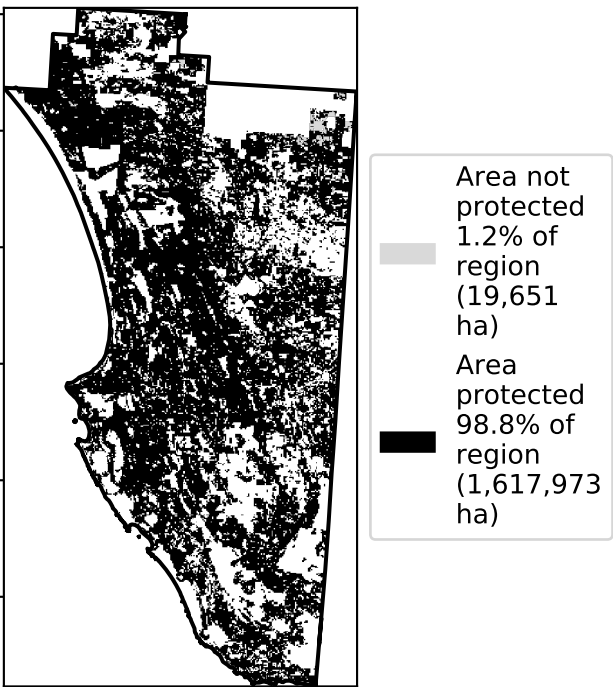 Area not
protected
1.2% of
region
(19,651
ha)
Area
protected
98.8% of
region
(1,617,973
ha)